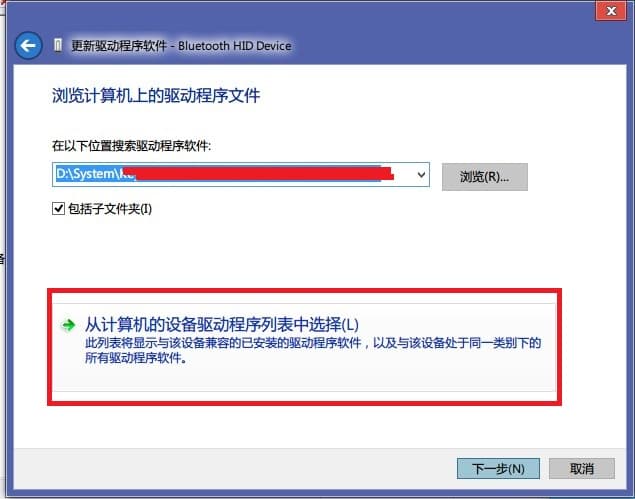 更新驱动程序软件 - Bluetooth HID Device
浏览计算机上的驱动程序文件
在以下位置搜索驱动程序软件:
D:\System\
浏览(R)...
包括子文件夹(I)
从计算机的设备驱动程序列表中选择(L)
此列表将显示与该设备兼容的已安装的驱动程序软件，以及与该设备处于同一类别下的
所有驱动程序软件。
下一步(N)
取消